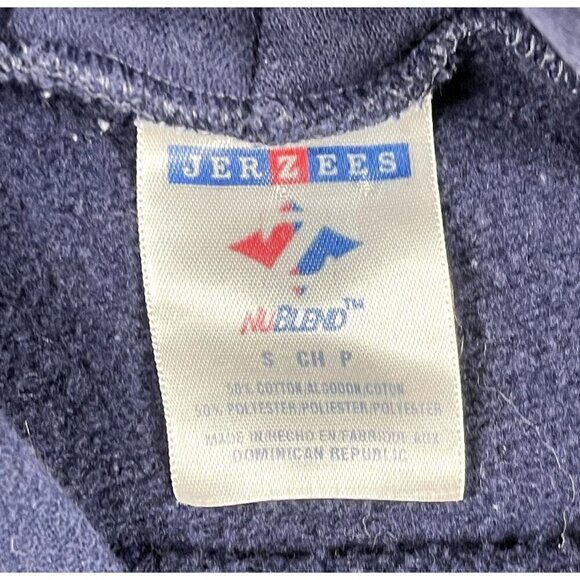 JERZEES
NUBLEND™
S CH P
50% COTTON/ALGODON/COTON
50% POLYESTER/POLIESTER/POLYESTER
MADE IN/HECHO EN/FABRIQUE AUX
DOMINICAN REPUBLIC